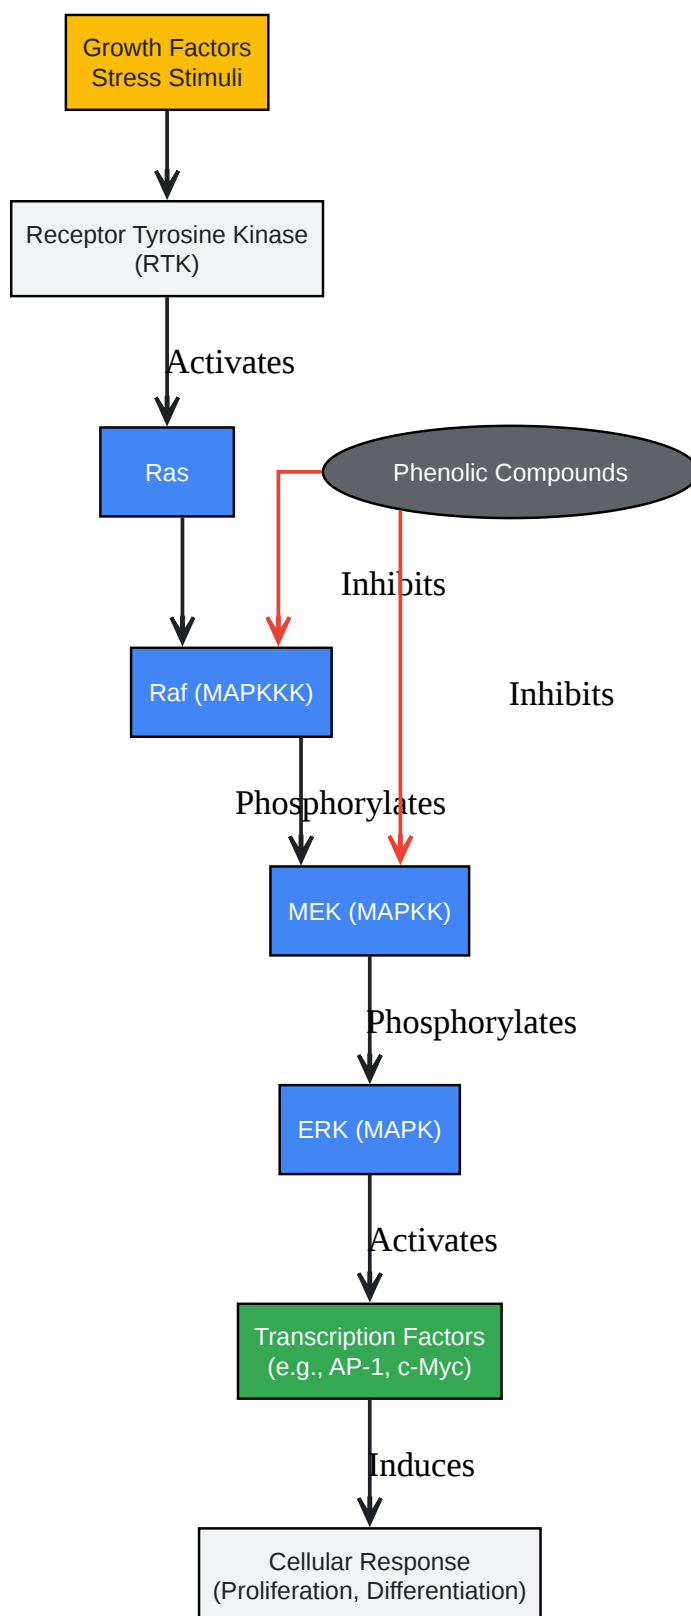 Growth Factors
Stress Stimuli
Receptor Tyrosine Kinase
(RTK)
Activates
Ras
Phenolic Compounds
Inhibits
Raf (MAPKKK)
Inhibits
Phosphorylates
MEK (MAPKK)
Phosphorylates
ERK (MAPK)
Activates
Transcription Factors
(e.g., AP-1, c-Myc)
Induces
Cellular Response
(Proliferation, Differentiation)